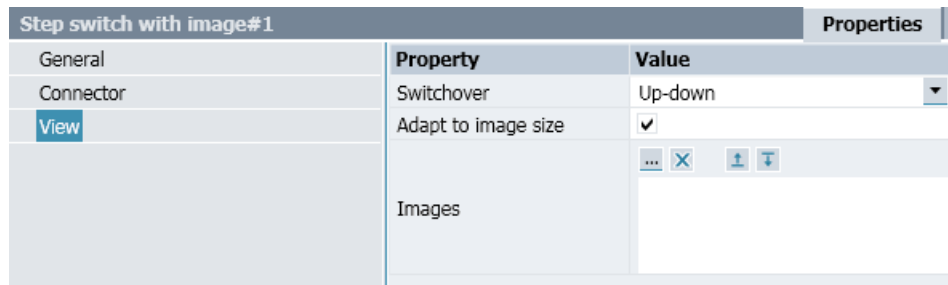 Step switch with image#1
Properties
General
Connector
View
Property Value
Switchover Up-down
Adapt to image size
...
Images